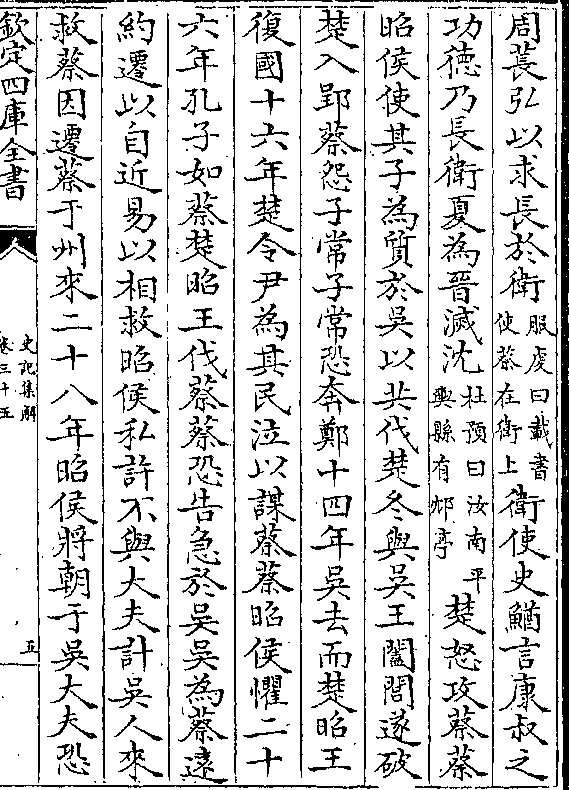 周萇弘以求長於衛服䖍曰載書使蔡在衛上衛使史鰌言康叔之
功徳乃長衛夏為晉滅沈杜預曰汝南平輿縣有䢴亭楚怒攻蔡蔡
昭侯使其子為質於吳以共伐楚冬與吳王闔閭遂破
楚入郢蔡怨子常子常恐奔鄭十四年吳去而楚昭王
復國十六年楚令尹為其民泣以謀蔡蔡昭侯懼二十
六年孔子如蔡楚昭王伐蔡蔡恐告急於吳吳為蔡逺
約遷以自近易以相救昭侯私許不與大夫計吳人來
救蔡因遷蔡于州來二十八年昭侯將朝于吳大夫恐
欽定四庫全書
史記集解
卷三十五
五